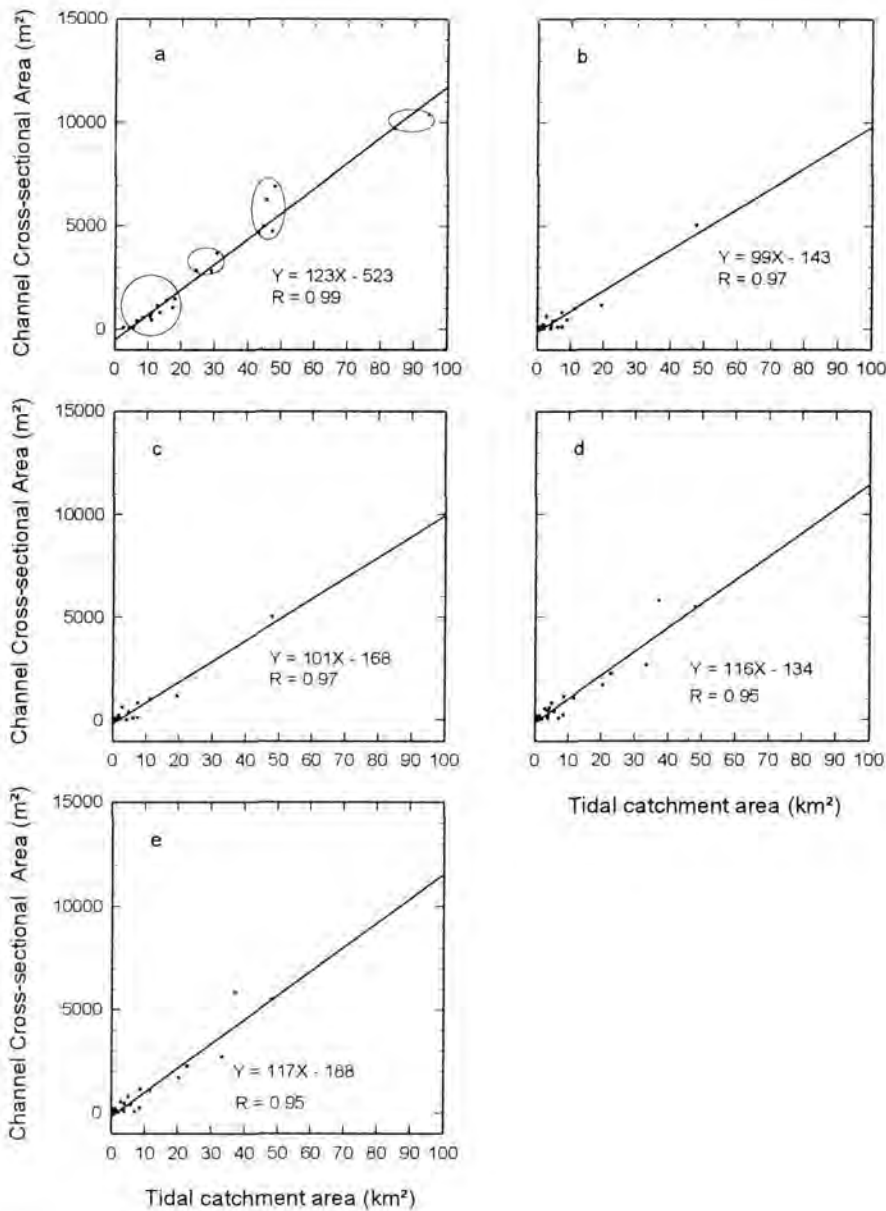 15000
10000
5000
0
Channel Cross-sectional Area (m²)
a
Y = 123X - 523
R = 0.99
0 10 20 30 40 50 60 70 80 90 100
b
Y = 99X - 143
R = 0.97
0 10 20 30 40 50 60 70 80 90 100
15000
10000
5000
0
Channel Cross-sectional Area (m²)
c
Y = 101X - 168
R = 0.97
0 10 20 30 40 50 60 70 80 90 100
d
Y = 116X - 134
R = 0.95
0 10 20 30 40 50 60 70 80 90 100
Tidal catchment area (km²)
15000
10000
5000
0
Channel Cross-sectional Area (m²)
e
Y = 117X - 188
R = 0.95
0 10 20 30 40 50 60 70 80 90 100
Tidal catchment area (km²)